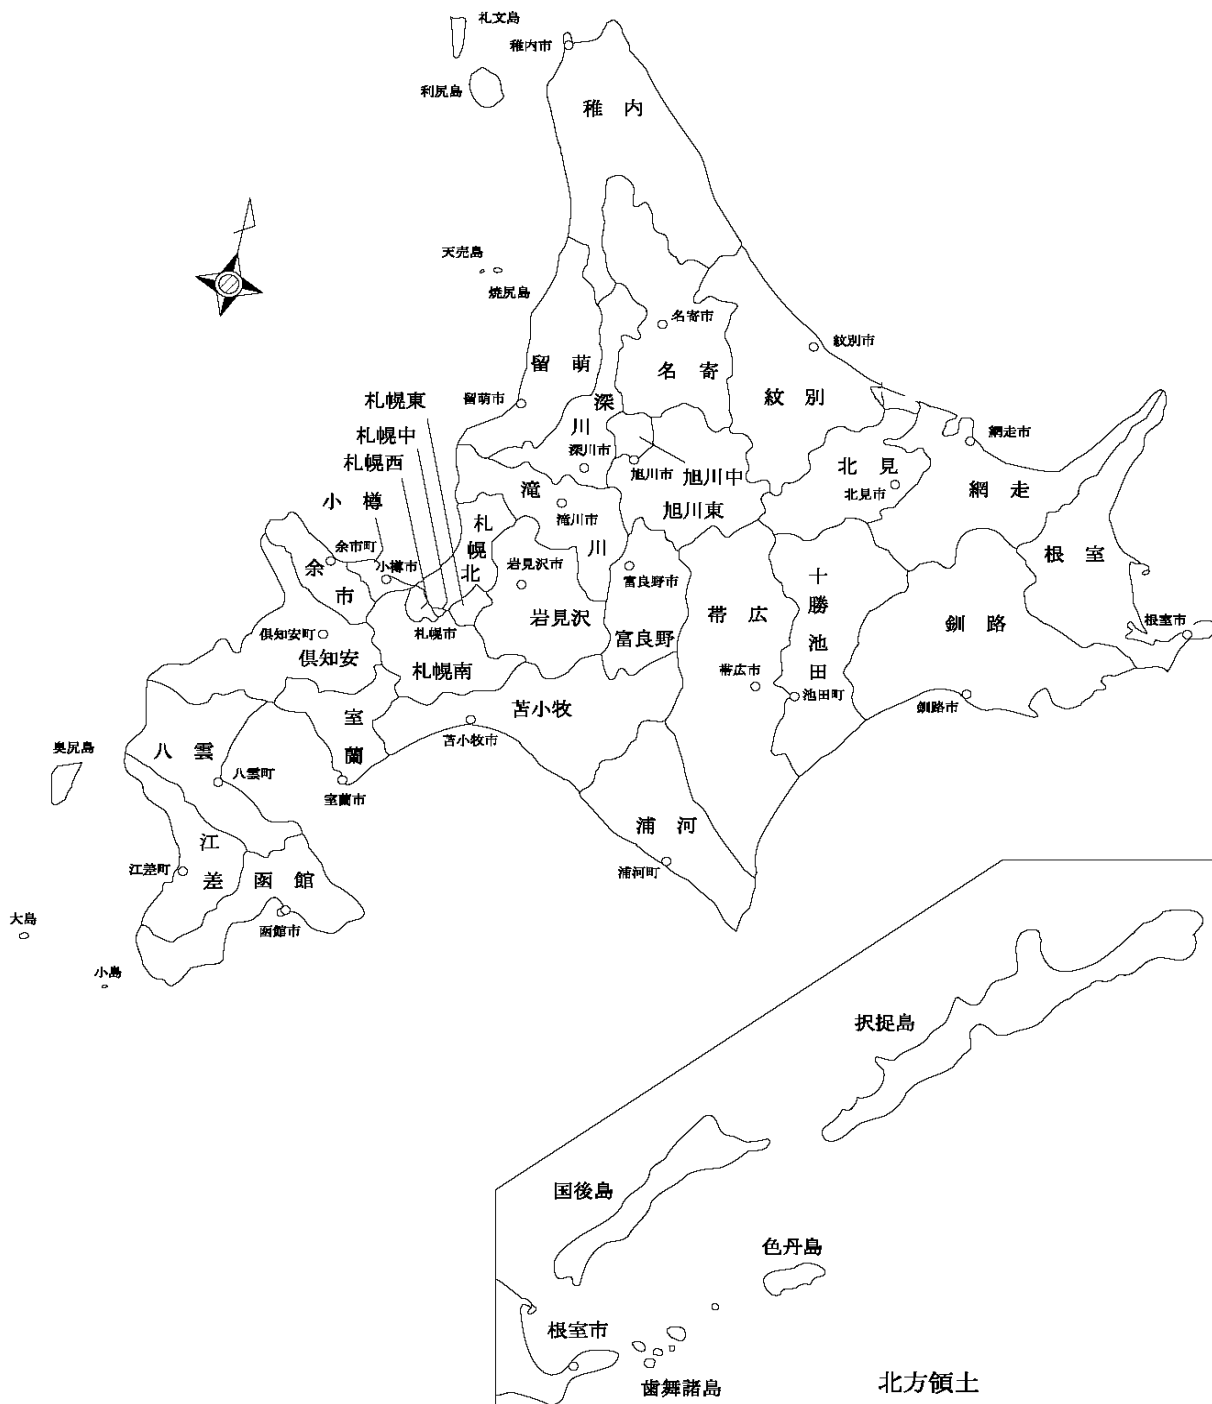 礼文島
稚内市
利尻島
稚内
天売島
焼尻島
名寄市
紋別市
留萌
名寄
紋別
留萌市
札幌東
深川
札幌中
網走市
札幌西
深川市
旭川市
旭川中
北見
北見市
網走
小樽
滝川
滝川市
旭川東
札幌北
余市町
小樽市
岩見沢市
富良野市
余市
十勝池田
根室
岩見沢
帯広
釧路
根室市
倶知安町
札幌市
富良野
倶知安
札幌南
帯広市
池田町
釧路市
室蘭
苫小牧
苫小牧市
奥尻島
八雲
八雲町
室蘭市
浦河
江差
江差町
函館
浦河町
大島
函館市
小島
択捉島
国後島
色丹島
根室市
歯舞諸島
北方領土